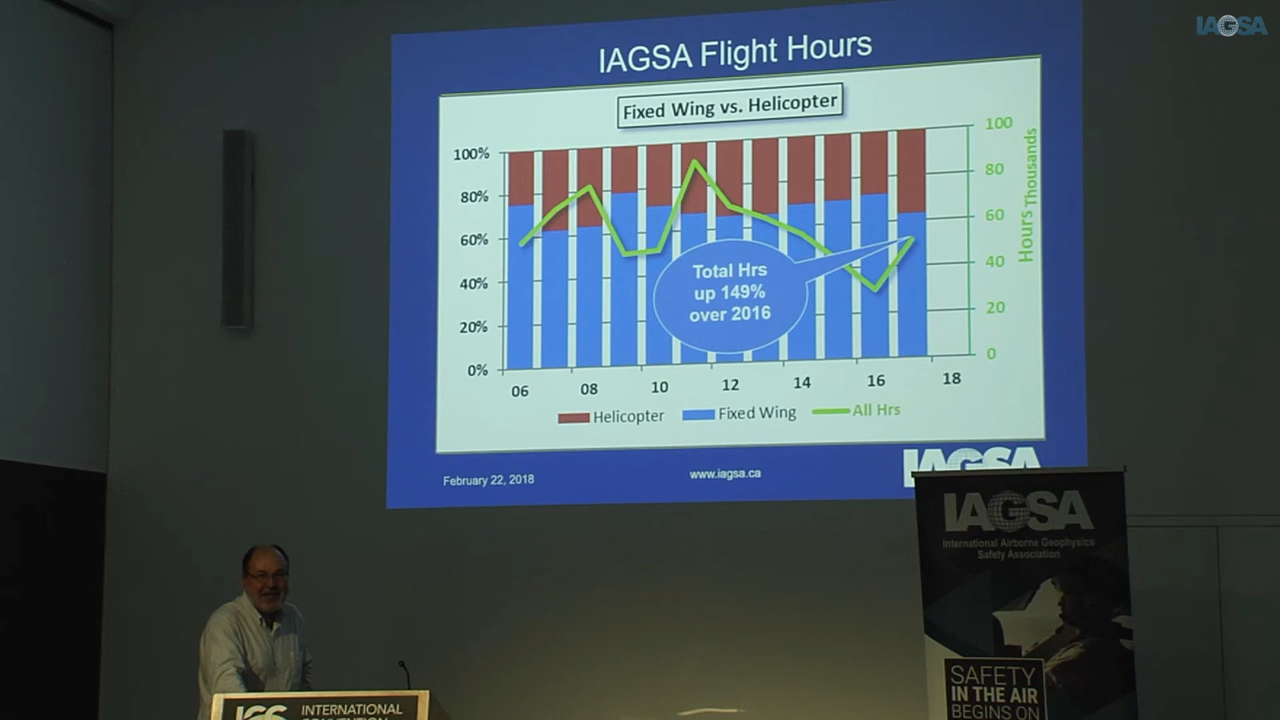 IAGSA
IAGSA Flight Hours
Fixed Wing vs. Helicopter
100%
80%
60%
40%
20%
0%
100
80
60
40
20
0
Hours Thousands
Total Hrs
up 149%
over 2016
06 08 10 12 14 16 18
Helicopter Fixed Wing All Hrs
February 22, 2018
www.iagsa.ca
IAGSA
IAGSA
International Airborne Geophysics
Safety Association
SAFETY
IN THE AIR
BEGINS ON
INTERNATIONAL